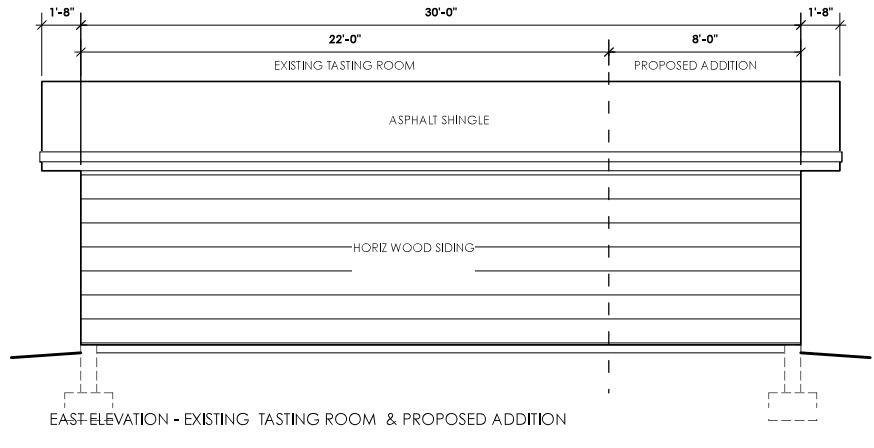 1'-8" 30'-0" 1'-8"
22'-0" 8'-0"
EXISTING TASTING ROOM PROPOSED ADDITION
ASPHALT SHINGLE
HORIZ WOOD SIDING
EAST ELEVATION - EXISTING TASTING ROOM & PROPOSED ADDITION